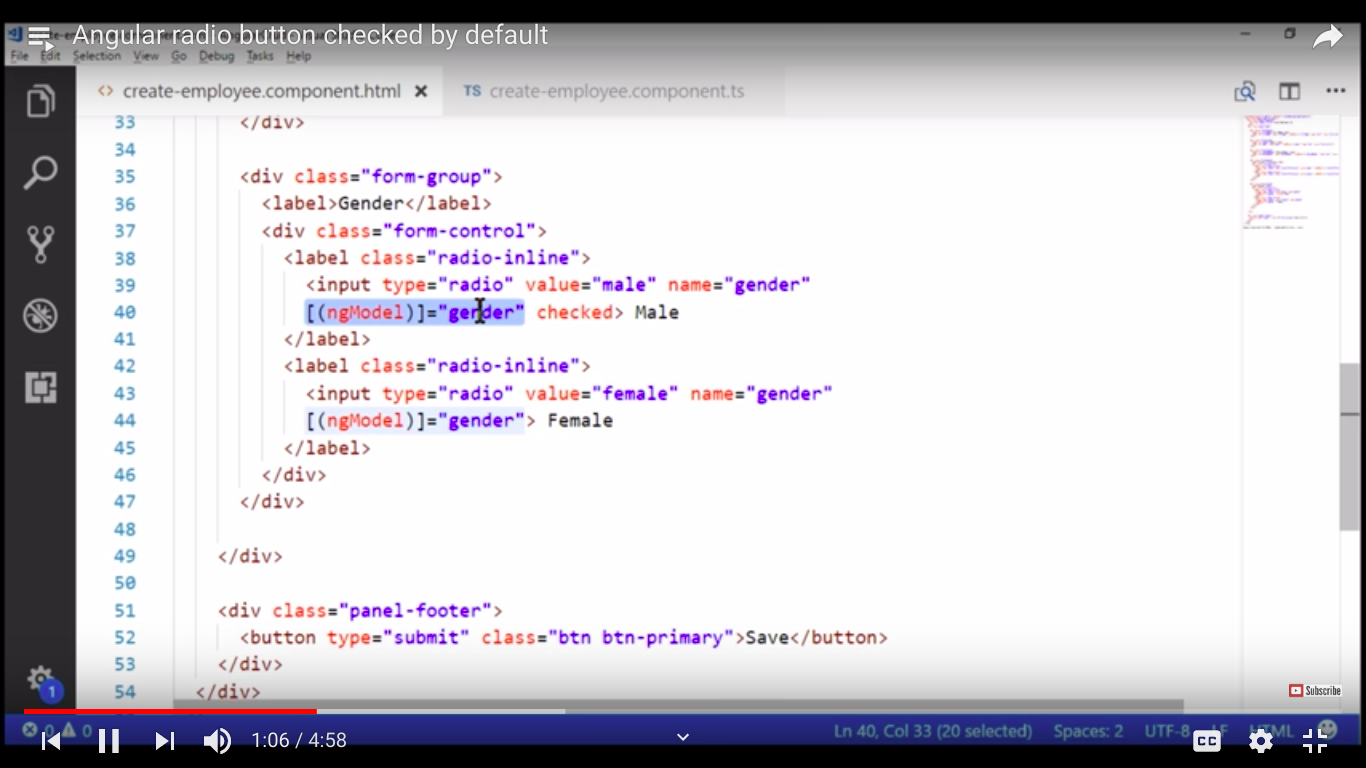 Angular radio button checked by default
File Edit Selection View Go Debug Tasks Help
create-employee.component.html TS create-employee.component.ts
33 </div>
34
35 <div class="form-group">
36 <label>Gender</label>
37 <div class="form-control">
38 <label class="radio-inline">
39 <input type="radio" value="male" name="gender"
40 [(ngModel)]="gender" checked> Male
41 </label>
42 <label class="radio-inline">
43 <input type="radio" value="female" name="gender"
44 [(ngModel)]="gender"> Female
45 </label>
46 </div>
47 </div>
48
49 </div>
50
51 <div class="panel-footer">
52 <button type="submit" class="btn btn-primary">Save</button>
53 </div>
54 </div>
1
Subscribe
0 0 Ln 40, Col 33 (20 selected) Spaces: 2 UTF-8 LF HTML
1:06 / 4:58 CC